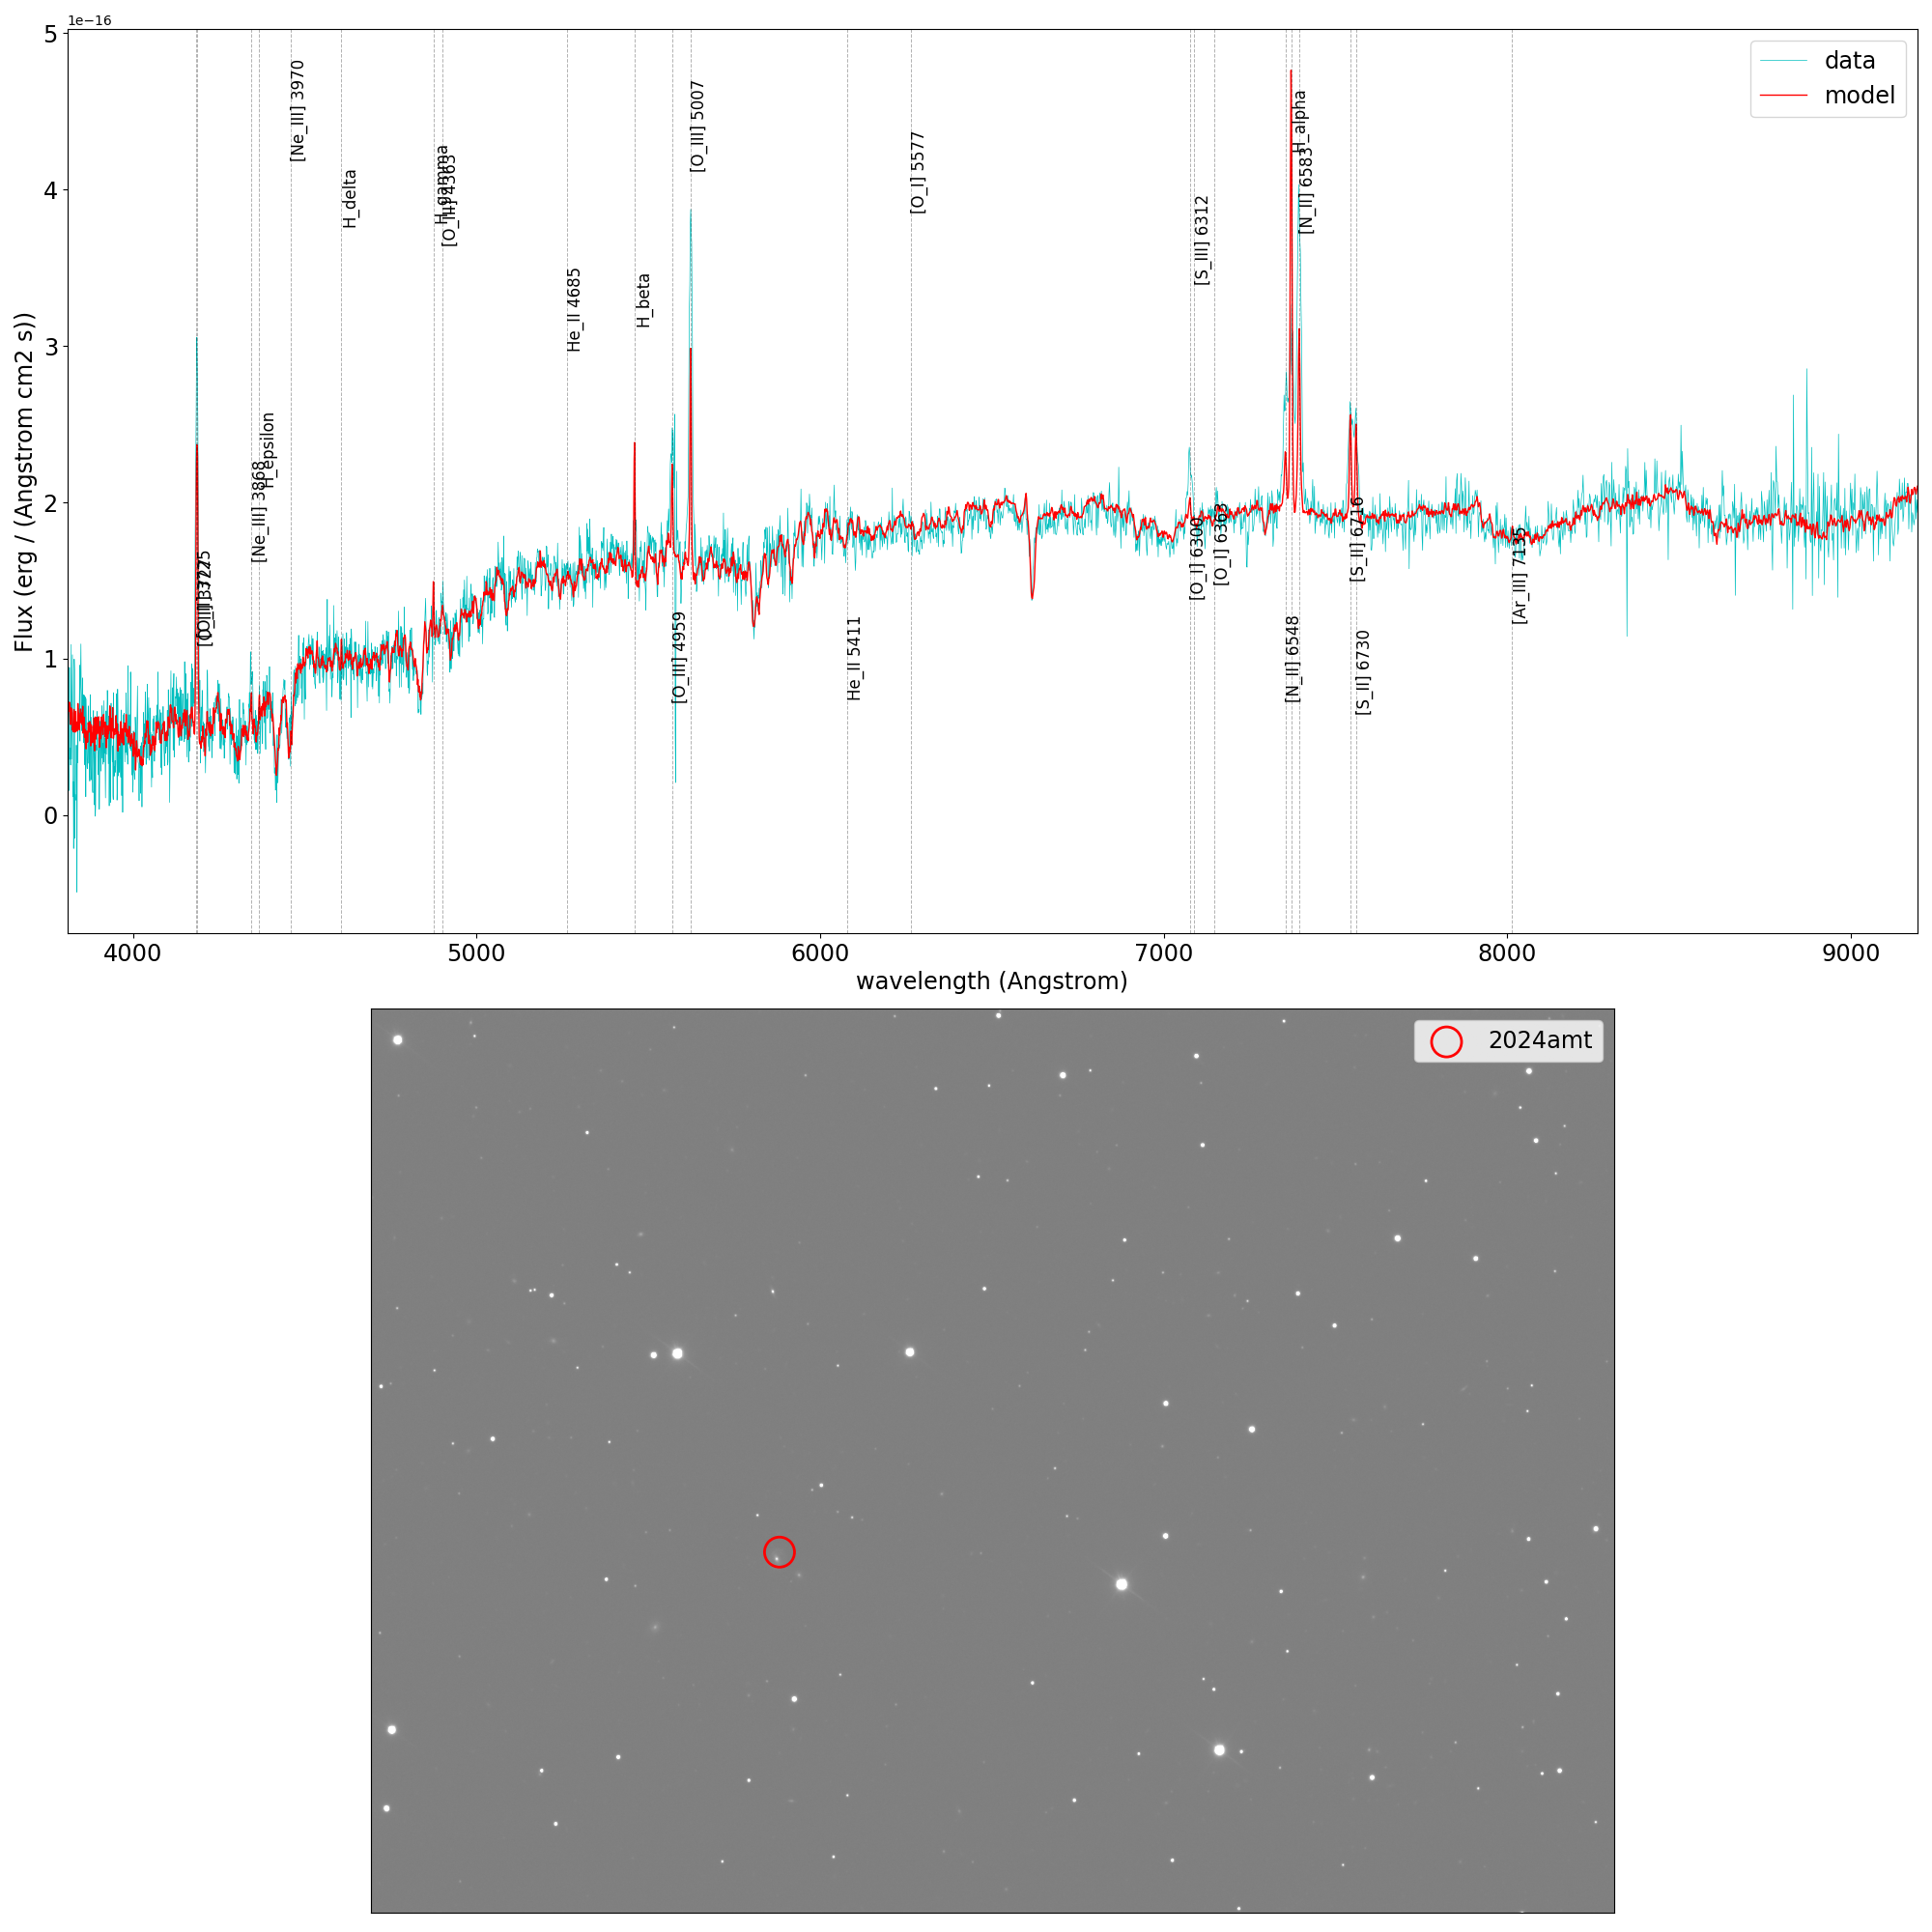 1e−16
5
4
3
2
1
0
Flux (erg / (Angstrom cm2 s))
data
model
[Ne_III] 3868
H_epsilon
[Ne_III] 3970
H_delta
H_gamma
[O_III] 4363
He_II 4685
H_beta
[O_III] 4959
[O_III] 5007
He_II 5411
[O_I] 5577
[O_I] 6300
[S_III] 6312
[O_I] 6363
[N_II] 6548
H_alpha
[N_II] 6583
[S_II] 6716
[S_II] 6730
[Ar_III] 7135
4000 5000 6000 7000 8000 9000
wavelength (Angstrom)
2024amt